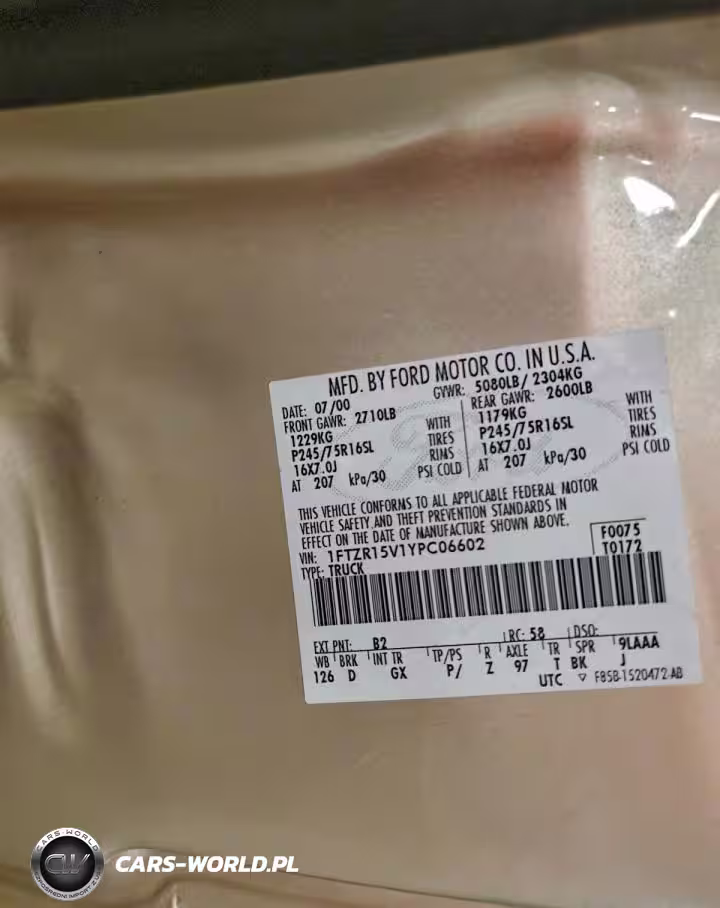 MFD. BY FORD MOTOR CO. IN U.S.A.
DATE: 07/00 GVWR: 5080LB/ 2304KG
FRONT GAWR: 2710LB REAR GAWR: 2600LB
1229KG WITH 1179KG WITH
P245/75R16SL TIRES P245/75R16SL TIRES
16X7.0J RIMS 16X7.0J RIMS
AT 207 kPa/30 PSI COLD AT 207 kPa/30 PSI COLD
THIS VEHICLE CONFORMS TO ALL APPLICABLE FEDERAL MOTOR
VEHICLE SAFETY AND THEFT PREVENTION STANDARDS IN
EFFECT ON THE DATE OF MANUFACTURE SHOWN ABOVE.
VIN: 1FTZR15V1YPC06602 F0075
TYPE: TRUCK T0172
EXT PNT: B2 RC: 58 DSO:
WB BRK INT TR TP/PS R AXLE TR SPR 9LAAA
126 D GX P/ Z 97 T BK J
UTC F85B-1520472-AB
CARS-WORLD
CW
CARS-WORLD.PL